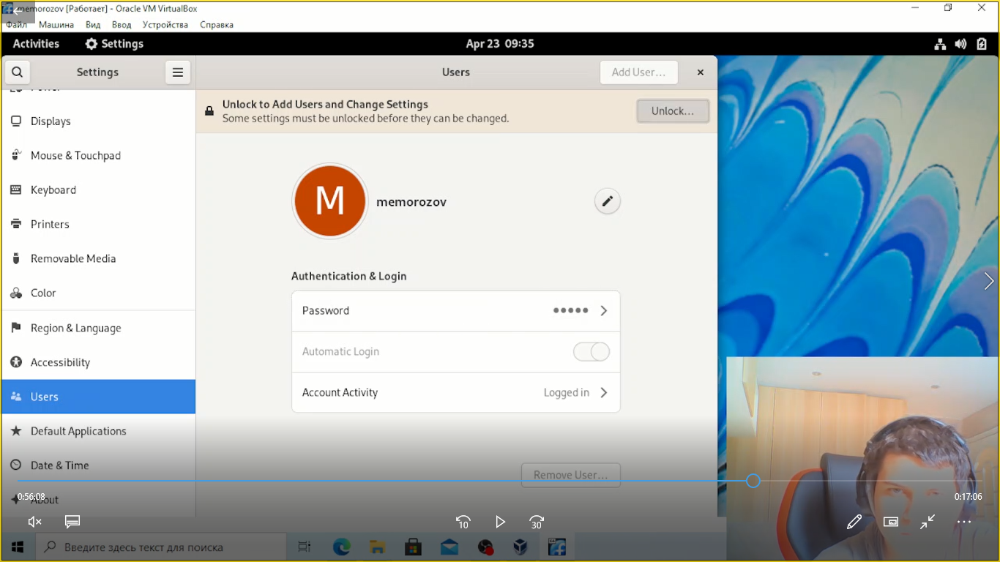 memorozov [Работает] - Oracle VM VirtualBox
Файл Машина Вид Ввод Устройства Справка
Activities Settings Apr 23 09:35
Settings Users Add User...
Power
Unlock to Add Users and Change Settings
Some settings must be unlocked before they can be changed.
Unlock...
Displays
Mouse & Touchpad
Keyboard
Printers
Removable Media
Color
Region & Language
Accessibility
Users
Default Applications
Date & Time
About
M
memorozov
Authentication & Login
Password •••••
Automatic Login
Account Activity Logged in
Remove User...
0:56:08 0:17:06
10 30
Введите здесь текст для поиска